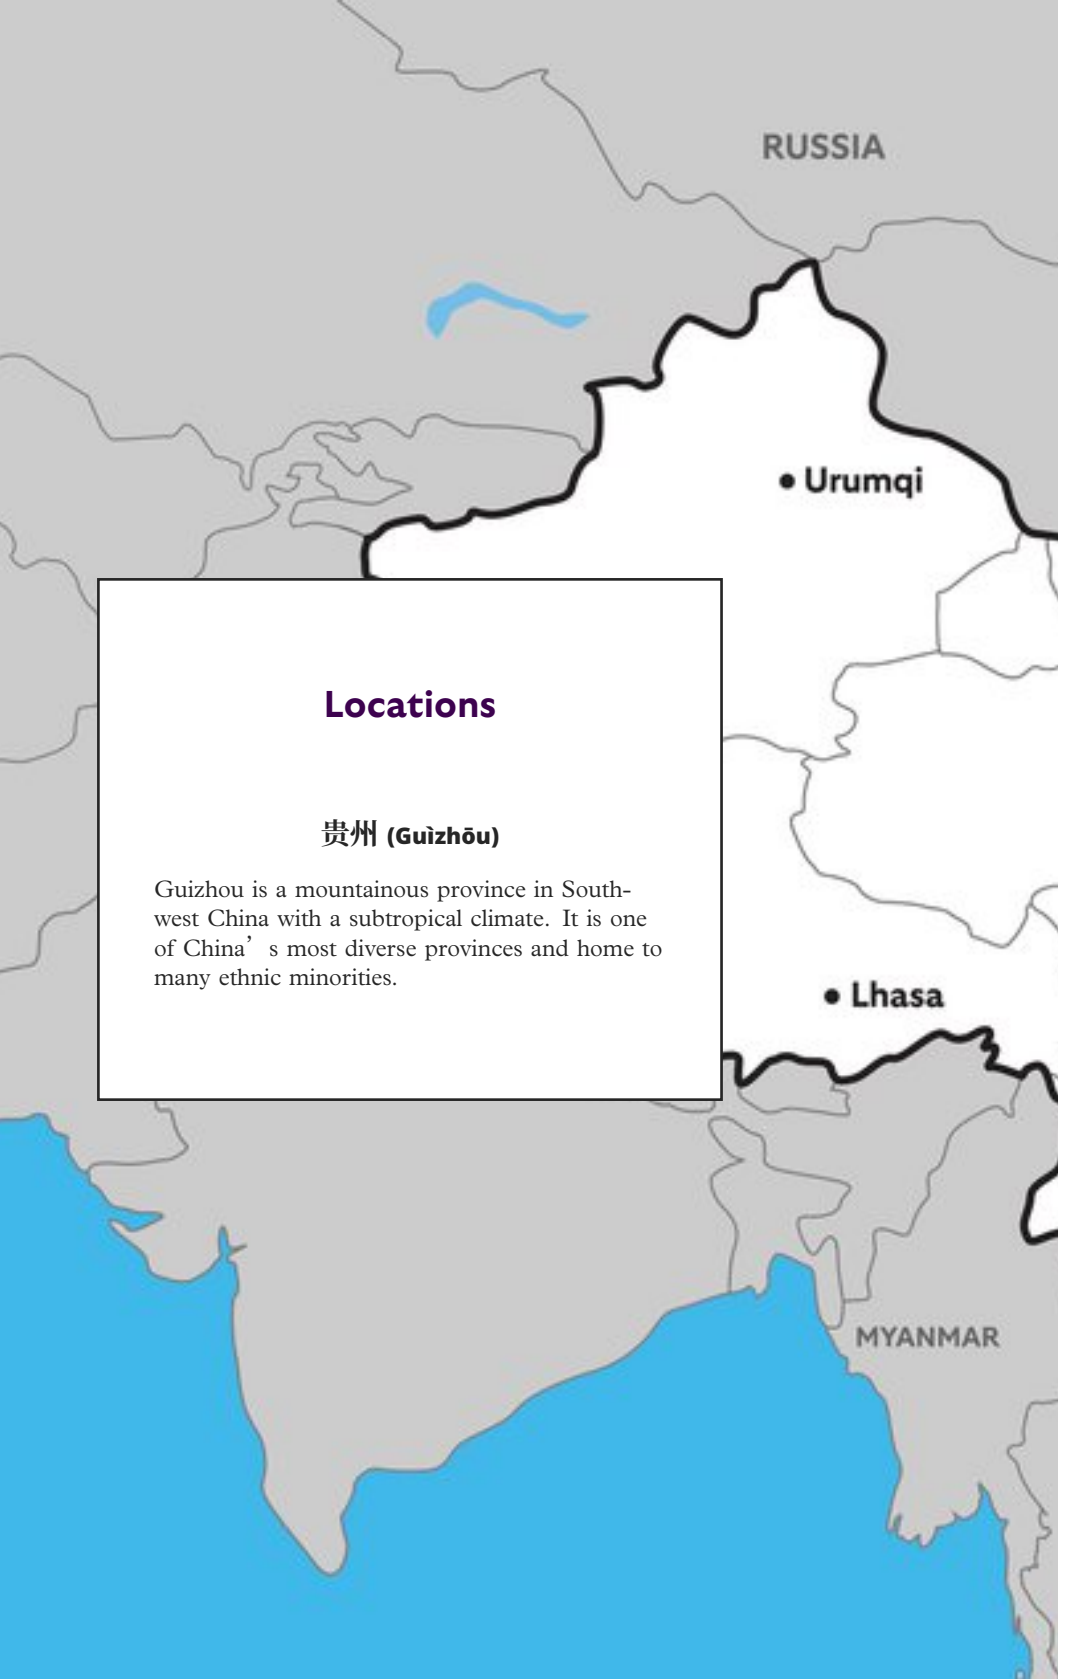 RUSSIA
Urumqi
Locations
贵州 (Guìzhōu)
Guizhou is a mountainous province in South-
west China with a subtropical climate. It is one
of China’s most diverse provinces and home to
many ethnic minorities.
Lhasa
MYANMAR